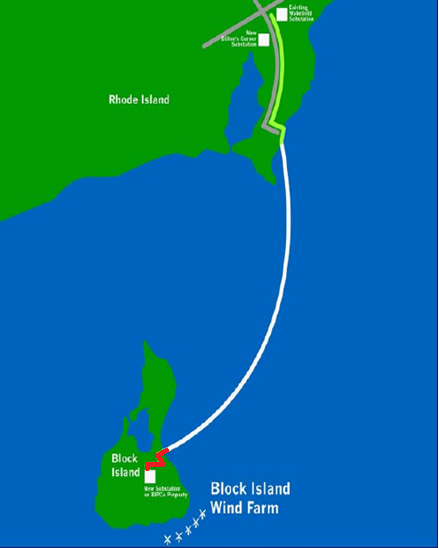 Existing
Wakefield
Substation
New
Dillon's Corner
Substation
Rhode Island
Block
Island
New Substation
on BIPCo Property
Block Island
Wind Farm